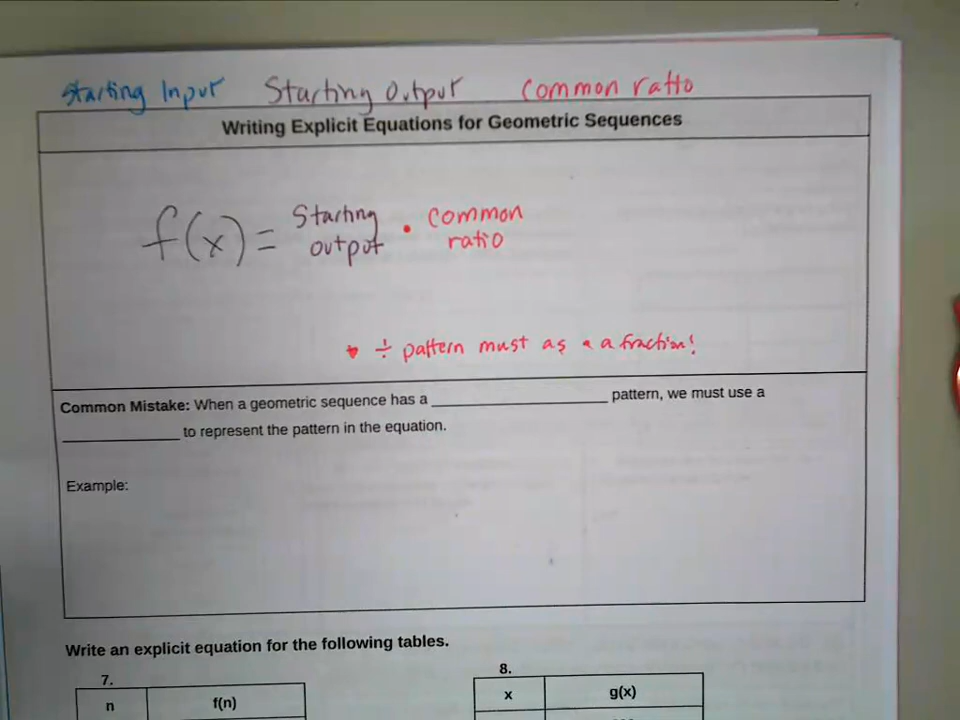 Starting Input Starting Output Common ratio
Writing Explicit Equations for Geometric Sequences
f(x) = Starting output • Common ratio
÷ pattern must as a a fraction!
Common Mistake: When a geometric sequence has a ____________________ pattern, we must use a
______________ to represent the pattern in the equation.
Example:
Write an explicit equation for the following tables.
7. 8.
n f(n) x g(x)